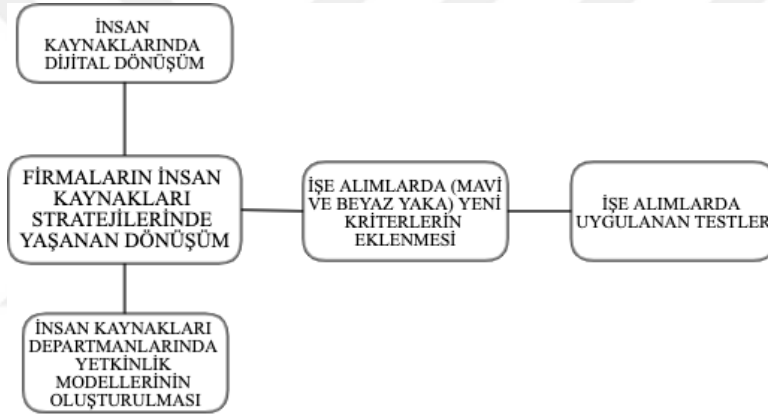 İNSAN
KAYNAKLARINDA
DİJİTAL DÖNÜŞÜM
FİRMALARIN İNSAN
KAYNAKLARI
STRATEJİLERİNDE
YAŞANAN DÖNÜŞÜM
İŞE ALIMLARDA (MAVİ
VE BEYAZ YAKA) YENİ
KRİTERLERİN
EKLENMESİ
İŞE ALIMLARDA
UYGULANAN TESTLER
İNSAN KAYNAKLARI
DEPARTMANLARINDA
YETKİNLİK
MODELLERİNİN
OLUŞTURULMASI